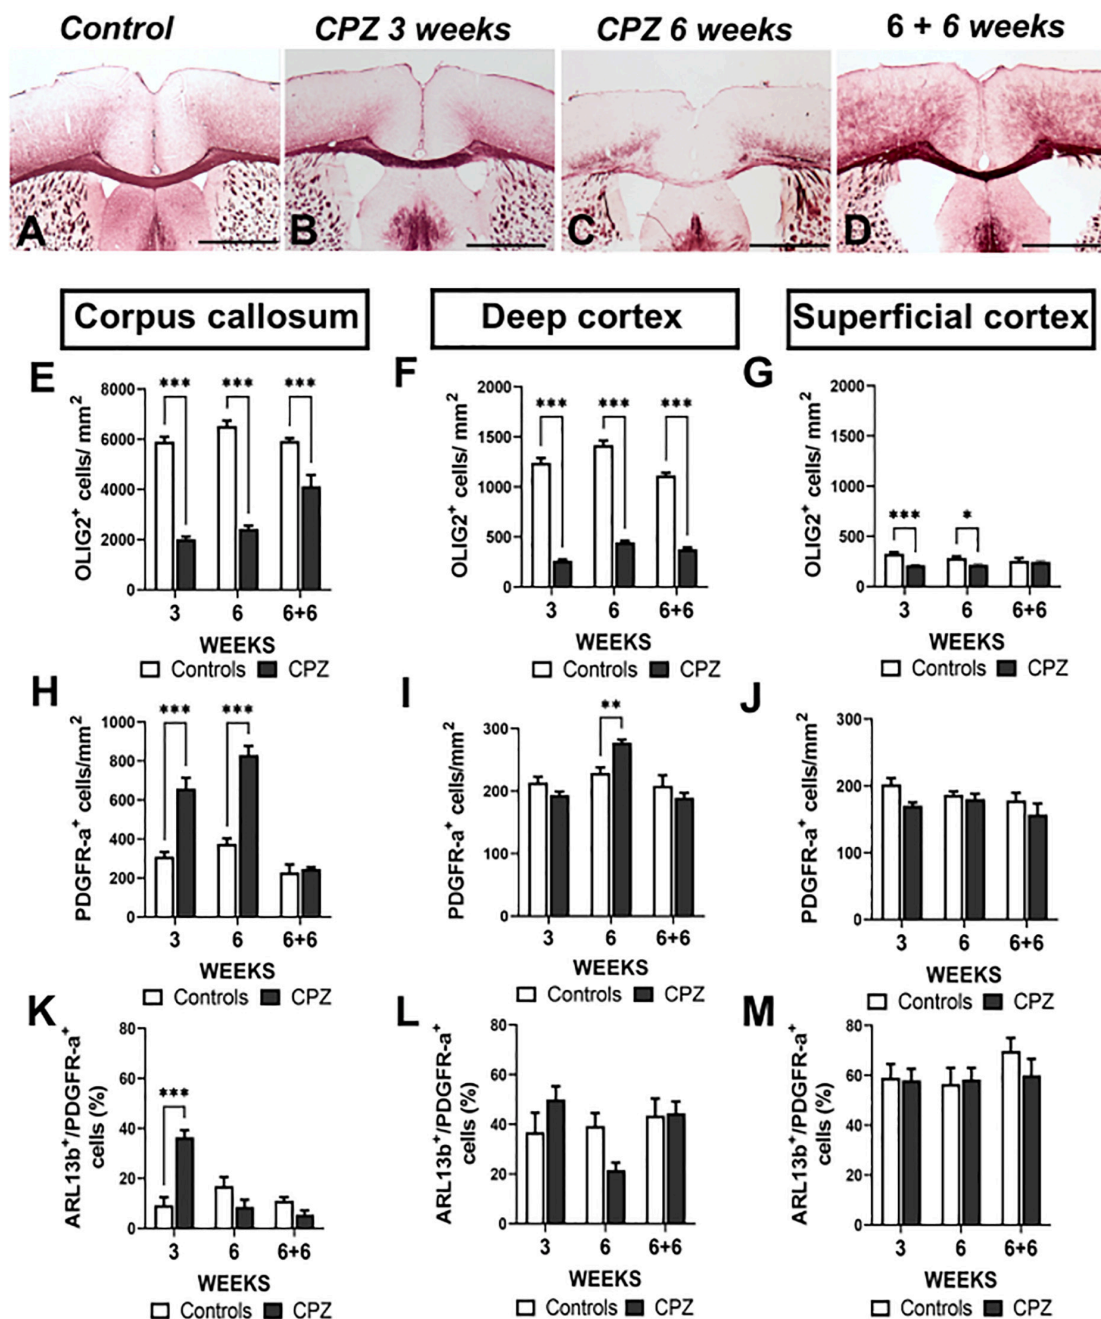 Control CPZ 3 weeks CPZ 6 weeks 6 + 6 weeks
A B C D
Corpus callosum Deep cortex Superficial cortex
E
OLIG2+ cells/ mm2
8000
6000
4000
2000
0
*** *** ***
3 6 6+6
WEEKS
Controls CPZ
F
OLIG2+ cells/ mm2
2000
1500
1000
500
0
*** *** ***
3 6 6+6
WEEKS
Controls CPZ
G
OLIG2+ cells/ mm2
2000
1500
1000
500
0
*** *
3 6 6+6
WEEKS
Controls CPZ
H
PDGFR-a+ cells/mm2
1000
800
600
400
200
0
*** ***
3 6 6+6
WEEKS
Controls CPZ
I
PDGFR-a+ cells/mm2
300
200
100
0
**
3 6 6+6
WEEKS
Controls CPZ
J
PDGFR-a+ cells/mm2
300
200
100
0
3 6 6+6
WEEKS
Controls CPZ
K
ARL13b+/PDGFR-a+
cells (%)
80
60
40
20
0
***
3 6 6+6
WEEKS
Controls CPZ
L
ARL13b+/PDGFR-a+
cells (%)
80
60
40
20
0
3 6 6+6
WEEKS
Controls CPZ
M
ARL13b+/PDGFR-a+
cells (%)
80
60
40
20
0
3 6 6+6
WEEKS
Controls CPZ